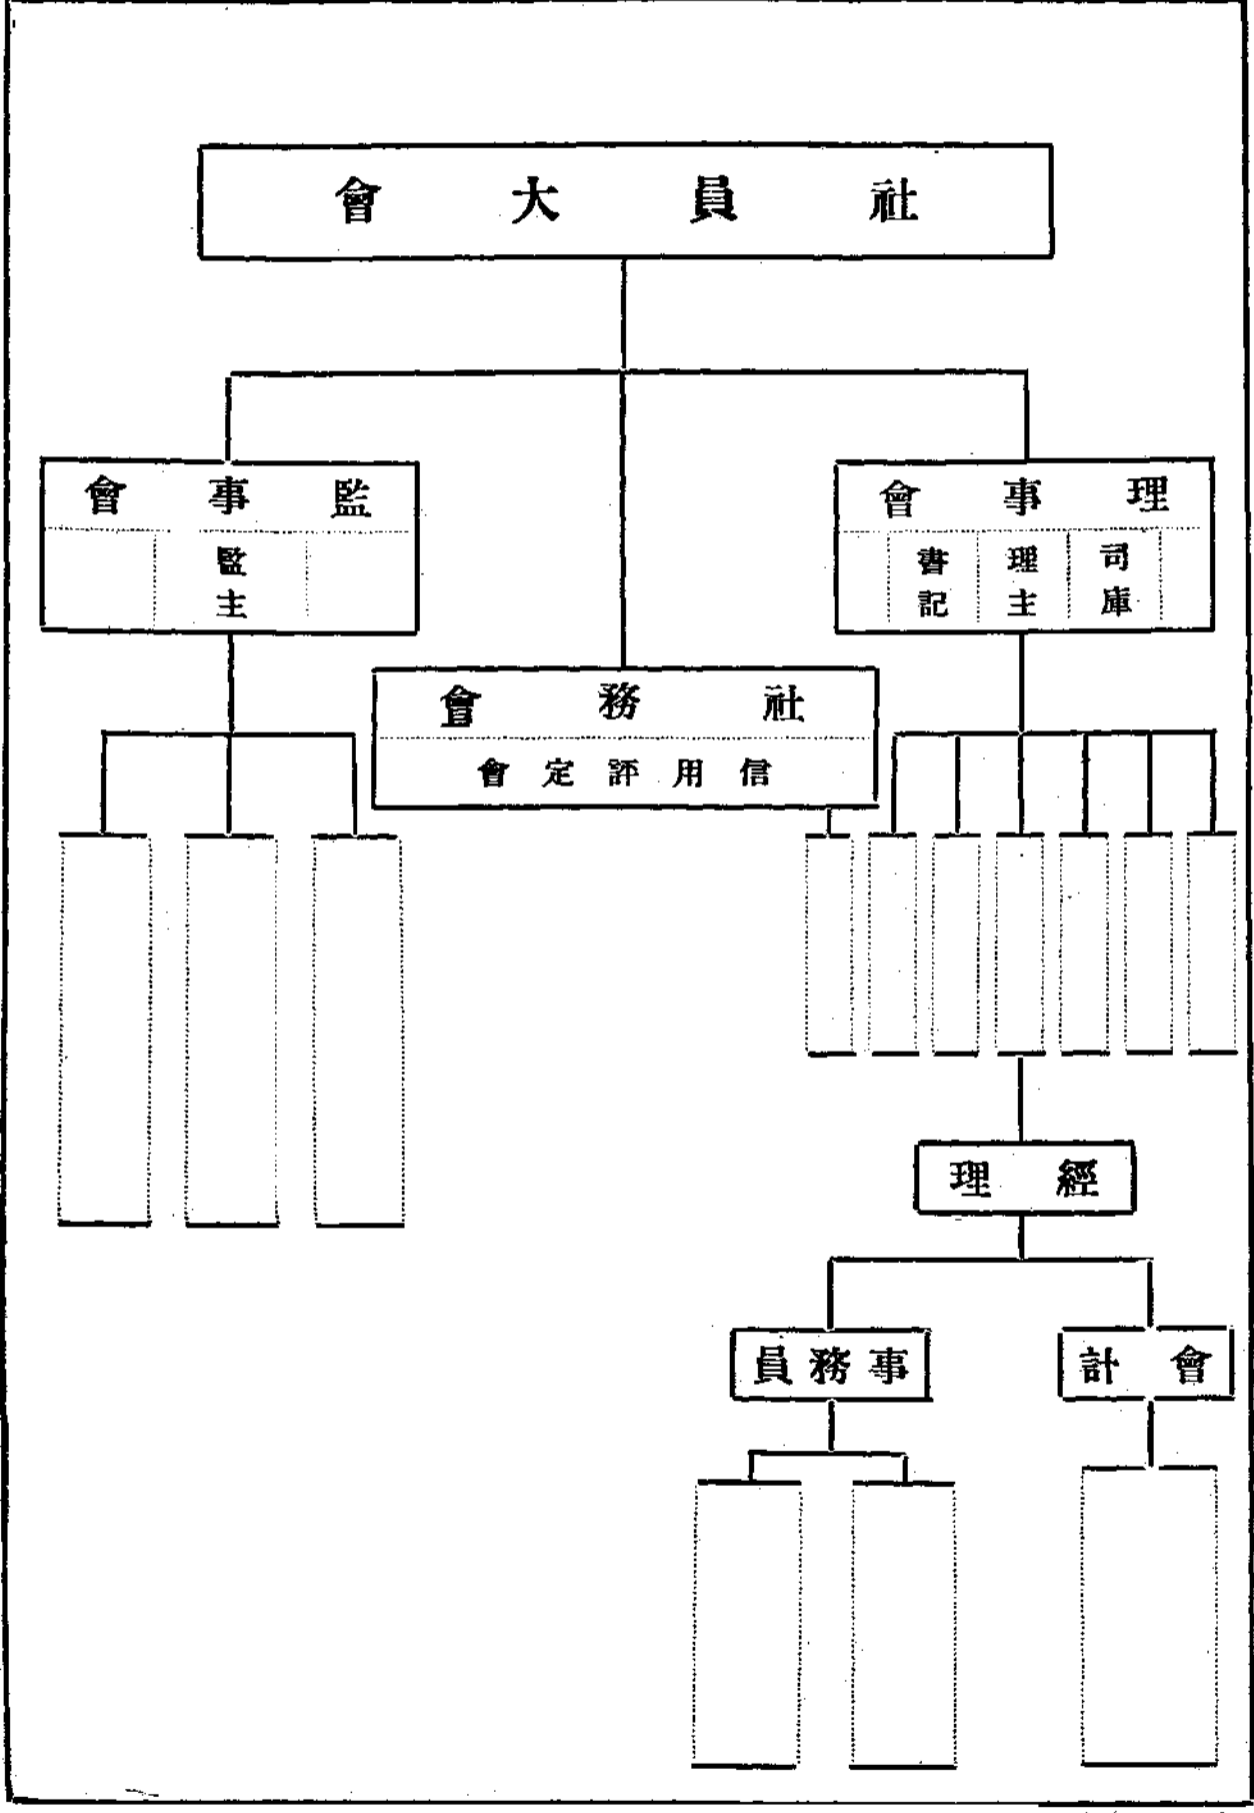 社員大會
理事會
司庫
理主
書記
監事會
監主
社務會
信用評定會
經理
會計
事務員